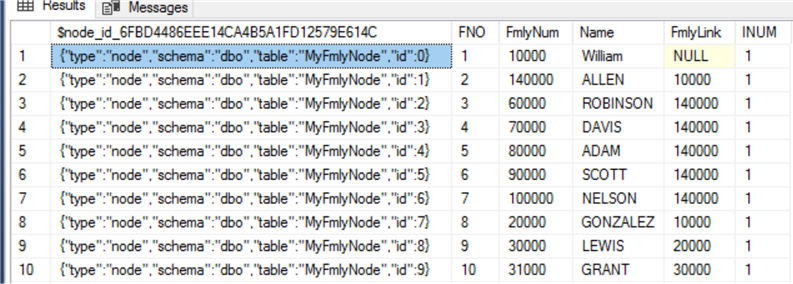 Results Messages
$node_id_6FBD4486EEE14CA4B5A1FD12579E614C FNO FmlyNum Name FmlyLink INUM
1 {"type":"node","schema":"dbo","table":"MyFmlyNode","id":0} 1 10000 William NULL 1
2 {"type":"node","schema":"dbo","table":"MyFmlyNode","id":1} 2 140000 ALLEN 10000 1
3 {"type":"node","schema":"dbo","table":"MyFmlyNode","id":2} 3 60000 ROBINSON 140000 1
4 {"type":"node","schema":"dbo","table":"MyFmlyNode","id":3} 4 70000 DAVIS 140000 1
5 {"type":"node","schema":"dbo","table":"MyFmlyNode","id":4} 5 80000 ADAM 140000 1
6 {"type":"node","schema":"dbo","table":"MyFmlyNode","id":5} 6 90000 SCOTT 140000 1
7 {"type":"node","schema":"dbo","table":"MyFmlyNode","id":6} 7 100000 NELSON 140000 1
8 {"type":"node","schema":"dbo","table":"MyFmlyNode","id":7} 8 20000 GONZALEZ 10000 1
9 {"type":"node","schema":"dbo","table":"MyFmlyNode","id":8} 9 30000 LEWIS 20000 1
10 {"type":"node","schema":"dbo","table":"MyFmlyNode","id":9} 10 31000 GRANT 30000 1